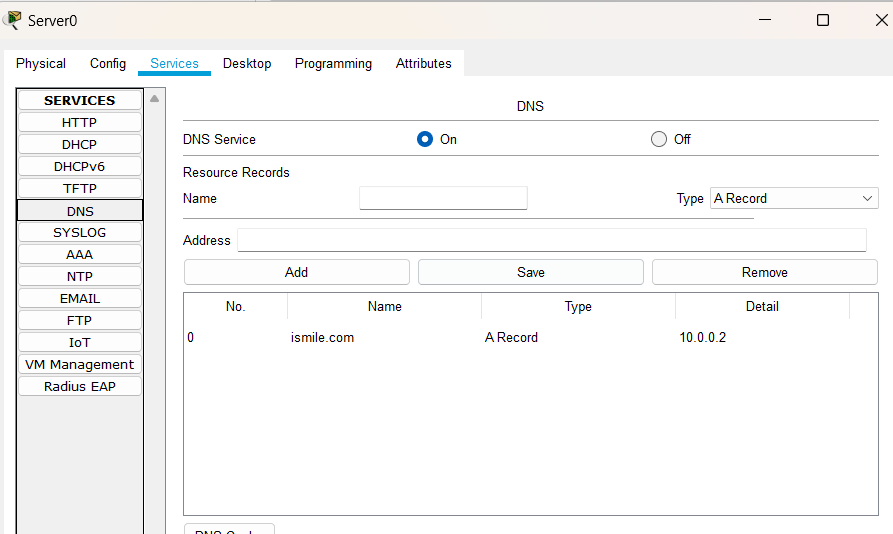 Server0
Physical Config Services Desktop Programming Attributes
SERVICES
HTTP
DHCP
DHCPv6
TFTP
DNS
SYSLOG
AAA
NTP
EMAIL
FTP
IoT
VM Management
Radius EAP
DNS
DNS Service On Off
Resource Records
Name Type A Record
Address
Add Save Remove
No. Name Type Detail
0 ismile.com A Record 10.0.0.2